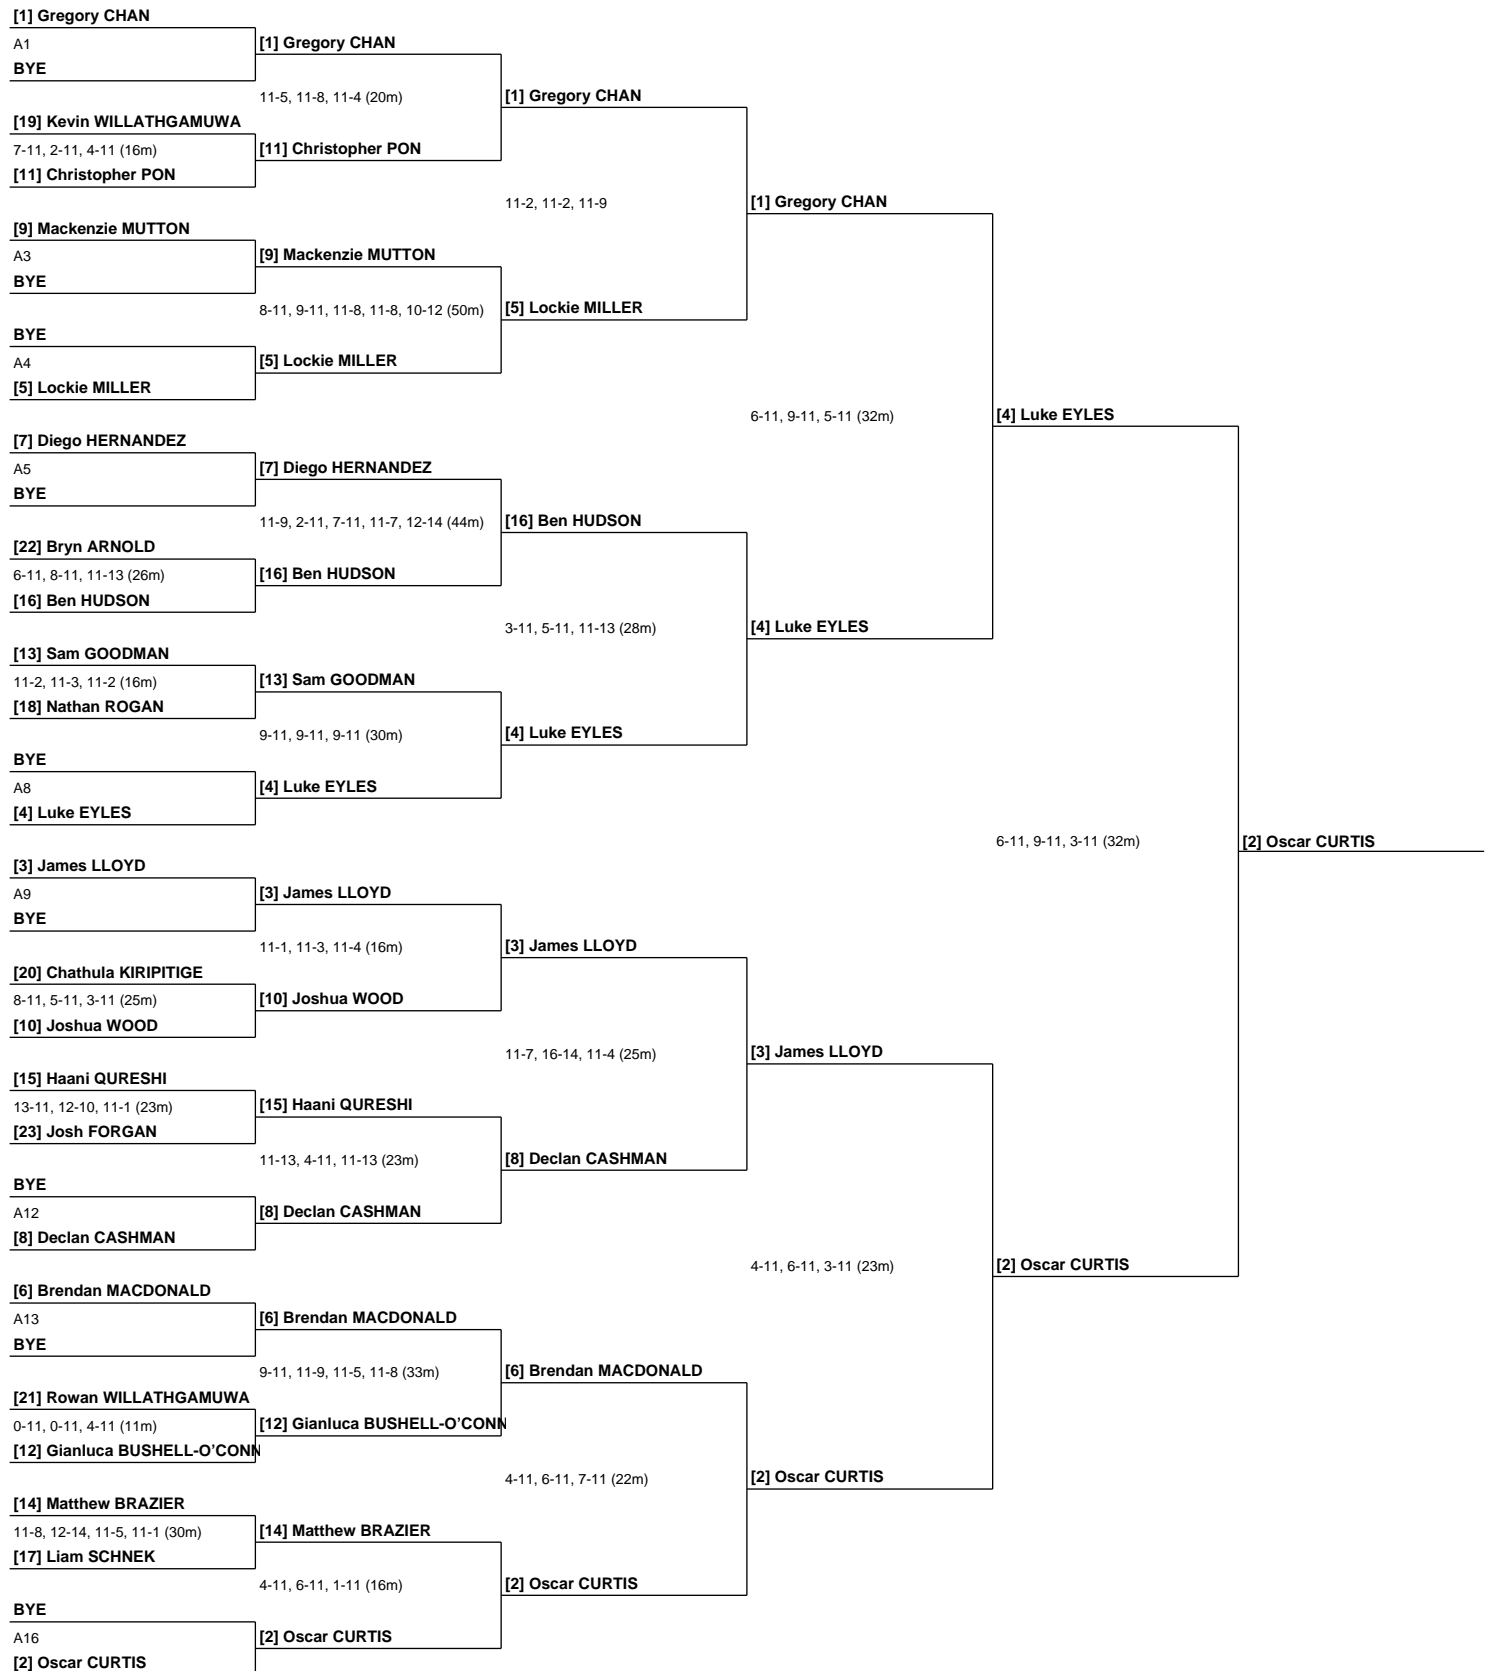 [1] Gregory CHAN
A1
BYE
[19] Kevin WILLATHGAMUWA
7-11, 2-11, 4-11 (16m)
[11] Christopher PON
[9] Mackenzie MUTTON
A3
BYE
BYE
A4
[5] Lockie MILLER
[7] Diego HERNANDEZ
A5
BYE
[22] Bryn ARNOLD
6-11, 8-11, 11-13 (26m)
[16] Ben HUDSON
[13] Sam GOODMAN
11-2, 11-3, 11-2 (16m)
[18] Nathan ROGAN
BYE
A8
[4] Luke EYLES
[3] James LLOYD
A9
BYE
[20] Chathula KIRIPITIGE
8-11, 5-11, 3-11 (25m)
[10] Joshua WOOD
[15] Haani QURESHI
13-11, 12-10, 11-1 (23m)
[23] Josh FORGAN
BYE
A12
[8] Declan CASHMAN
[6] Brendan MACDONALD
A13
BYE
[21] Rowan WILLATHGAMUWA
0-11, 0-11, 4-11 (11m)
[12] Gianluca BUSHELL-O'CONN
[14] Matthew BRAZIER
11-8, 12-14, 11-5, 11-1 (30m)
[17] Liam SCHNEK
BYE
A16
[2] Oscar CURTIS
[1] Gregory CHAN
11-5, 11-8, 11-4 (20m)
[11] Christopher PON
[9] Mackenzie MUTTON
8-11, 9-11, 11-8, 11-8, 10-12 (50m)
[5] Lockie MILLER
[7] Diego HERNANDEZ
11-9, 2-11, 7-11, 11-7, 12-14 (44m)
[16] Ben HUDSON
[13] Sam GOODMAN
9-11, 9-11, 9-11 (30m)
[4] Luke EYLES
[3] James LLOYD
11-1, 11-3, 11-4 (16m)
[10] Joshua WOOD
[15] Haani QURESHI
11-13, 4-11, 11-13 (23m)
[8] Declan CASHMAN
[6] Brendan MACDONALD
9-11, 11-9, 11-5, 11-8 (33m)
[12] Gianluca BUSHELL-O'CONN
[14] Matthew BRAZIER
4-11, 6-11, 1-11 (16m)
[2] Oscar CURTIS
[1] Gregory CHAN
11-2, 11-2, 11-9
[5] Lockie MILLER
[16] Ben HUDSON
3-11, 5-11, 11-13 (28m)
[4] Luke EYLES
[3] James LLOYD
11-7, 16-14, 11-4 (25m)
[8] Declan CASHMAN
[6] Brendan MACDONALD
4-11, 6-11, 7-11 (22m)
[2] Oscar CURTIS
[1] Gregory CHAN
6-11, 9-11, 5-11 (32m)
[4] Luke EYLES
[3] James LLOYD
4-11, 6-11, 3-11 (23m)
[2] Oscar CURTIS
[4] Luke EYLES
6-11, 9-11, 3-11 (32m)
[2] Oscar CURTIS
[2] Oscar CURTIS